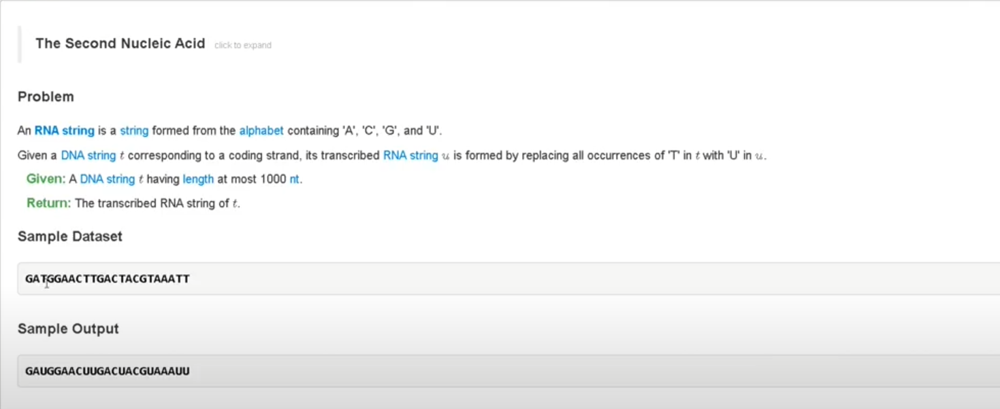 The Second Nucleic Acid click to expand
Problem
An RNA string is a string formed from the alphabet containing 'A', 'C', 'G', and 'U'.
Given a DNA string t corresponding to a coding strand, its transcribed RNA string u is formed by replacing all occurrences of 'T' in t with 'U' in u.
Given: A DNA string t having length at most 1000 nt.
Return: The transcribed RNA string of t.
Sample Dataset
GATGGAACTTGACTACGTAAATT
Sample Output
GAUGGAACUUGACUACGUAAAUU